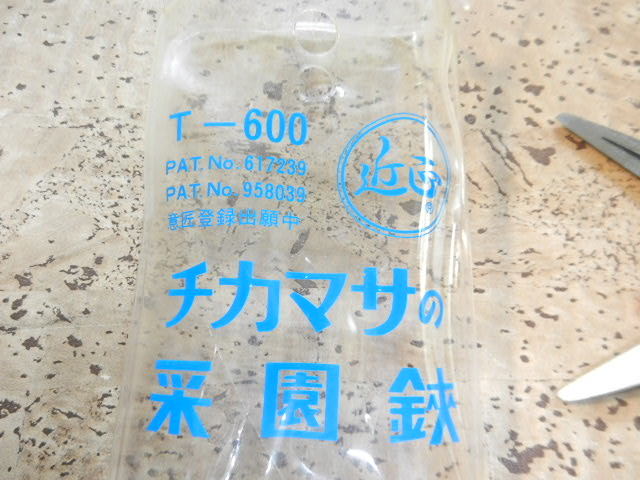 T-600
PAT. No. 617239
PAT. No. 958039
意匠登録出願中
近正
®
チカマサの
采園鋏